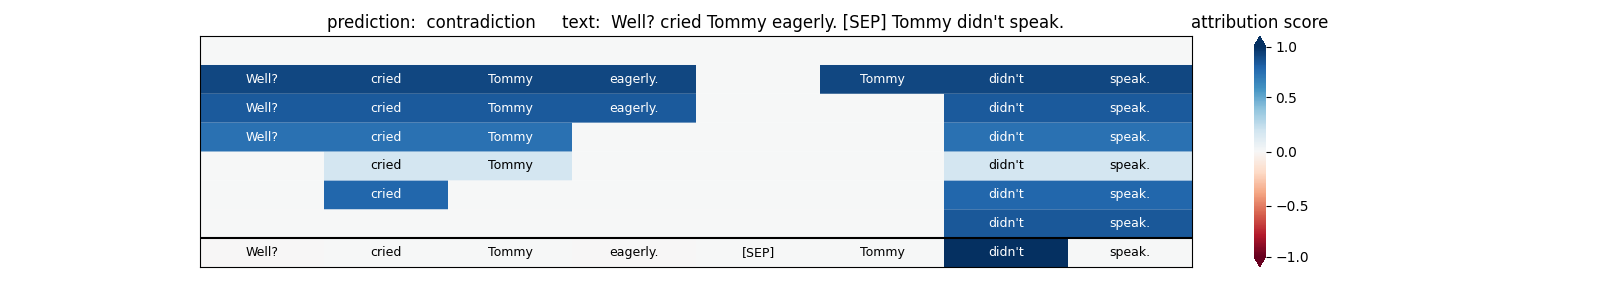 prediction:  contradiction     text:  Well? cried Tommy eagerly. [SEP] Tommy didn't speak.
attribution score
Well? cried Tommy eagerly. Tommy didn't speak.
Well? cried Tommy eagerly. didn't speak.
Well? cried Tommy didn't speak.
cried Tommy didn't speak.
cried didn't speak.
didn't speak.
Well? cried Tommy eagerly. [SEP] Tommy didn't speak.
1.0
0.5
0.0
−0.5
−1.0